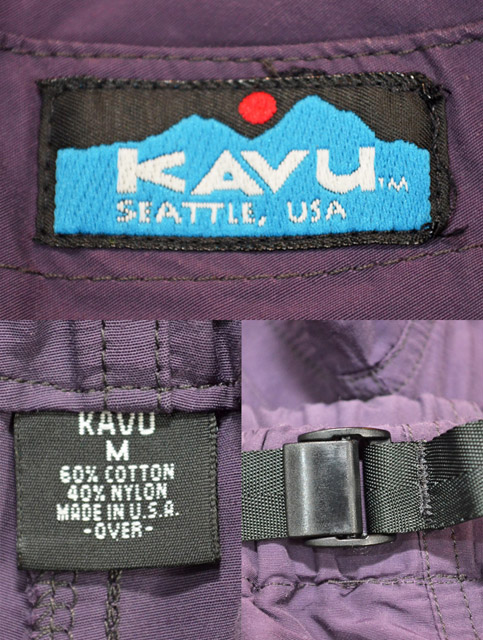 KAVU™
SEATTLE, USA
KAVU
M
60% COTTON
40% NYLON
MADE IN U.S.A.
-OVER-